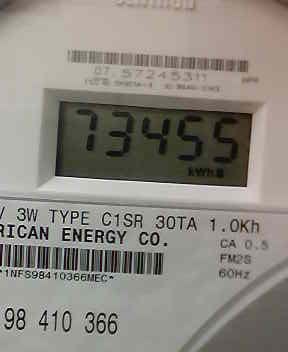 CENTRON
07.57245311
73455
kWh
V 3W TYPE C1SR 30TA 1.0Kh
RICAN ENERGY CO.
CA 0.5
FM2S
60Hz
*1NFS98410366MEC*
98 410 366